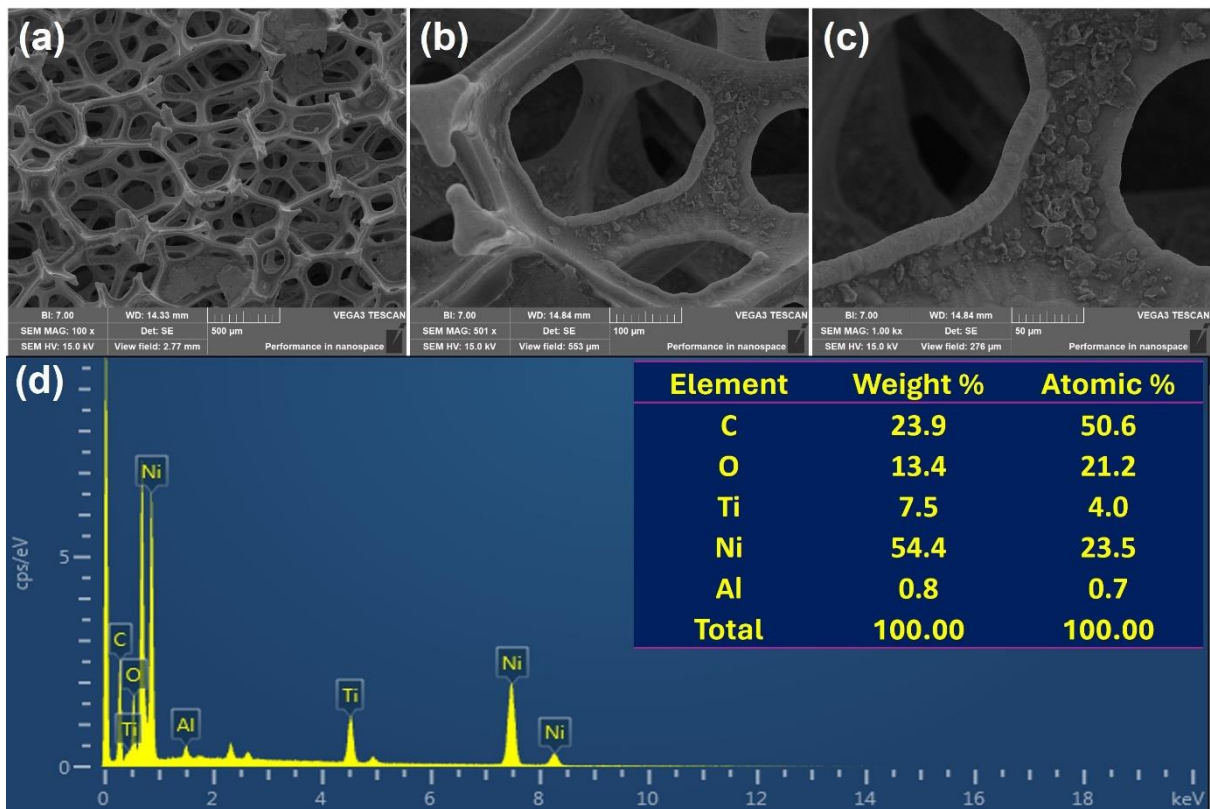 (a)
BI: 7.00 WD: 14.33 mm VEGA3 TESCAN
SEM MAG: 100 x Det: SE 500 µm
SEM HV: 15.0 kV View field: 2.77 mm Performance in nanospace
(b)
BI: 7.00 WD: 14.84 mm VEGA3 TESCAN
SEM MAG: 501 x Det: SE 100 µm
SEM HV: 15.0 kV View field: 553 µm Performance in nanospace
(c)
BI: 7.00 WD: 14.84 mm VEGA3 TESCAN
SEM MAG: 1.00 kx Det: SE 50 µm
SEM HV: 15.0 kV View field: 276 µm Performance in nanospace
(d)
Element Weight % Atomic %
C 23.9 50.6
O 13.4 21.2
Ti 7.5 4.0
Ni 54.4 23.5
Al 0.8 0.7
Total 100.00 100.00
Ni
cps/eV
5
C
O
Ti
Al
Ti
Ni
Ni
0
0 2 4 6 8 10 12 14 16 18 keV